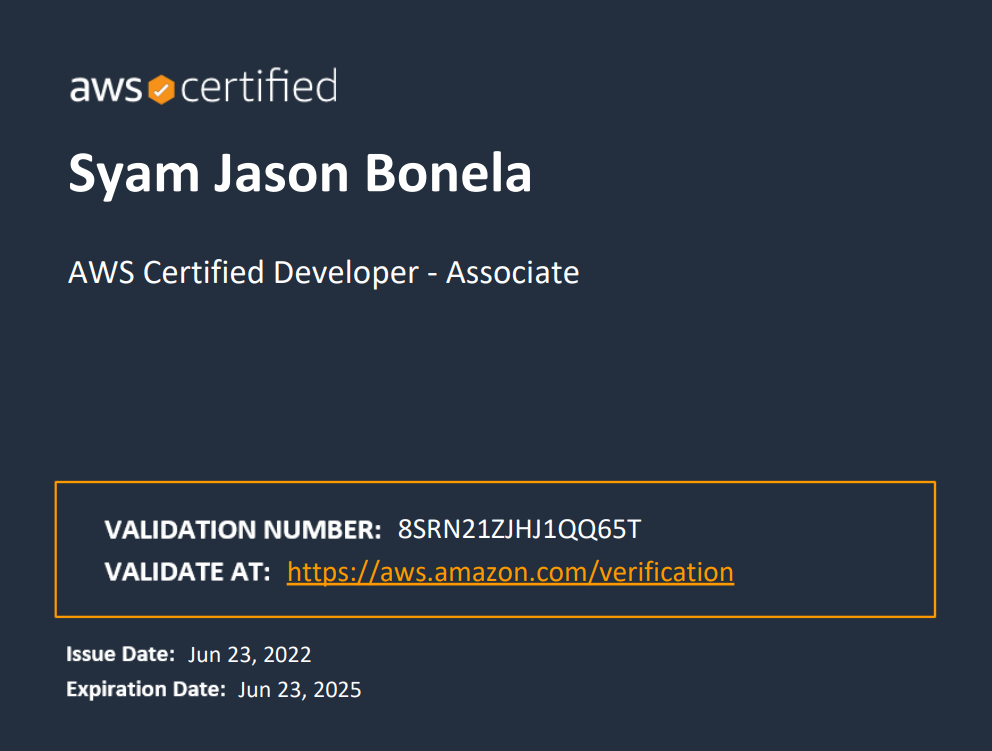 aws certified
Syam Jason Bonela
AWS Certified Developer - Associate
VALIDATION NUMBER: 8SRN21ZJHJ1QQ65T
VALIDATE AT: https://aws.amazon.com/verification
Issue Date: Jun 23, 2022
Expiration Date: Jun 23, 2025